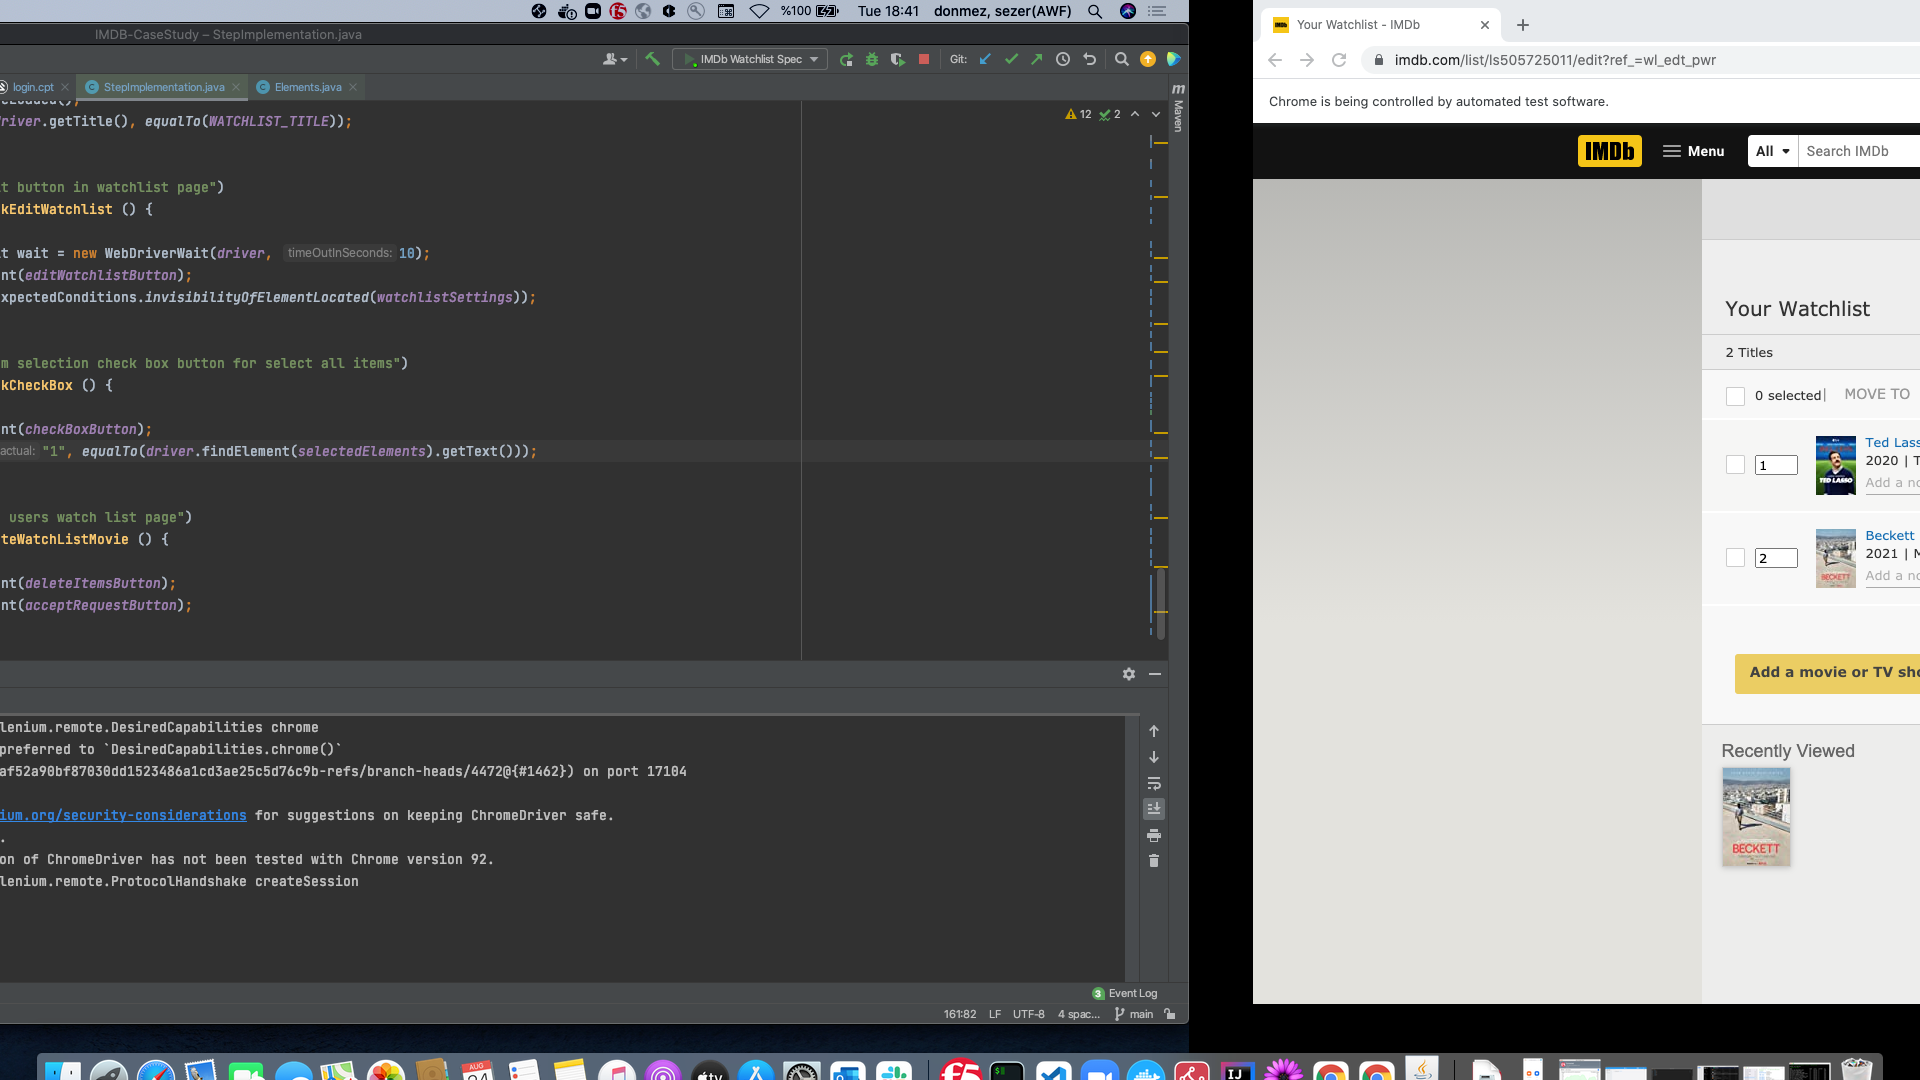 %100
Tue 18:41
donmez, sezer(AWF)
IMDB-CaseStudy – StepImplementation.java
IMDb Watchlist Spec
Git:
login.cpt
StepImplementation.java
Elements.java
Maven
12
2
river.getTitle(), equalTo(WATCHLIST_TITLE));
t button in watchlist page")
kEditWatchlist () {
t wait = new WebDriverWait(driver, timeOutInSeconds: 10);
nt(editWatchlistButton);
xpectedConditions.invisibilityOfElementLocated(watchlistSettings));
m selection check box button for select all items")
kCheckBox () {
nt(checkBoxButton);
actual: "1", equalTo(driver.findElement(selectedElements).getText()));
users watch list page")
teWatchListMovie () {
nt(deleteItemsButton);
nt(acceptRequestButton);
lenium.remote.DesiredCapabilities chrome
preferred to `DesiredCapabilities.chrome()`
af52a90bf87030dd1523486a1cd3ae25c5d76c9b-refs/branch-heads/4472@{#1462}) on port 17104
ium.org/security-considerations for suggestions on keeping ChromeDriver safe.
.
on of ChromeDriver has not been tested with Chrome version 92.
lenium.remote.ProtocolHandshake createSession
3 Event Log
161:82 LF UTF-8 4 spac... main
Your Watchlist - IMDb
imdb.com/list/ls505725011/edit?ref_=wl_edt_pwr
Chrome is being controlled by automated test software.
IMDb
Menu
All
Search IMDb
Your Watchlist
2 Titles
0 selected|
MOVE TO
1
TED LASSO
Ted Lass
2020 | T
Add a no
2
BECKETT
Beckett
2021 | M
Add a no
Add a movie or TV sho
Recently Viewed
BECKETT
AUG
24
tv
$
IJ